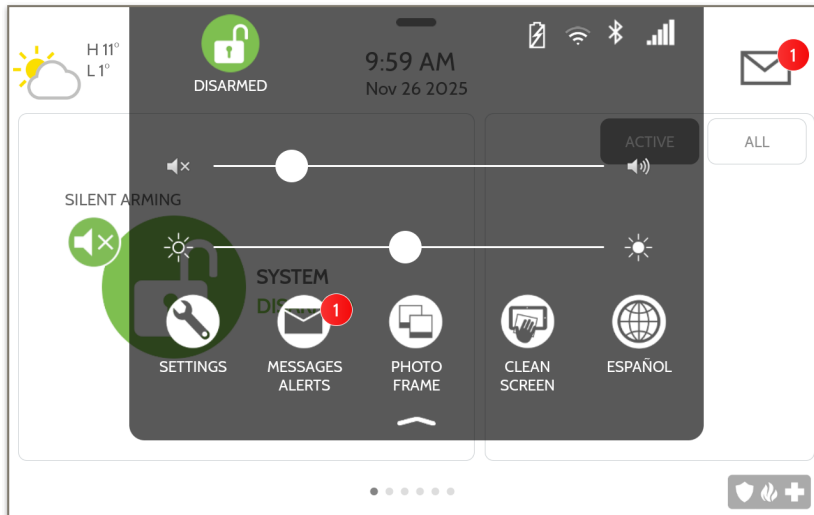 H 11°
L 1°
DISARMED
9:59 AM
Nov 26 2025
1
ACTIVE
ALL
SILENT ARMING
SYSTEM
1
SETTINGS
MESSAGES
ALERTS
PHOTO
FRAME
CLEAN
SCREEN
ESPAÑOL